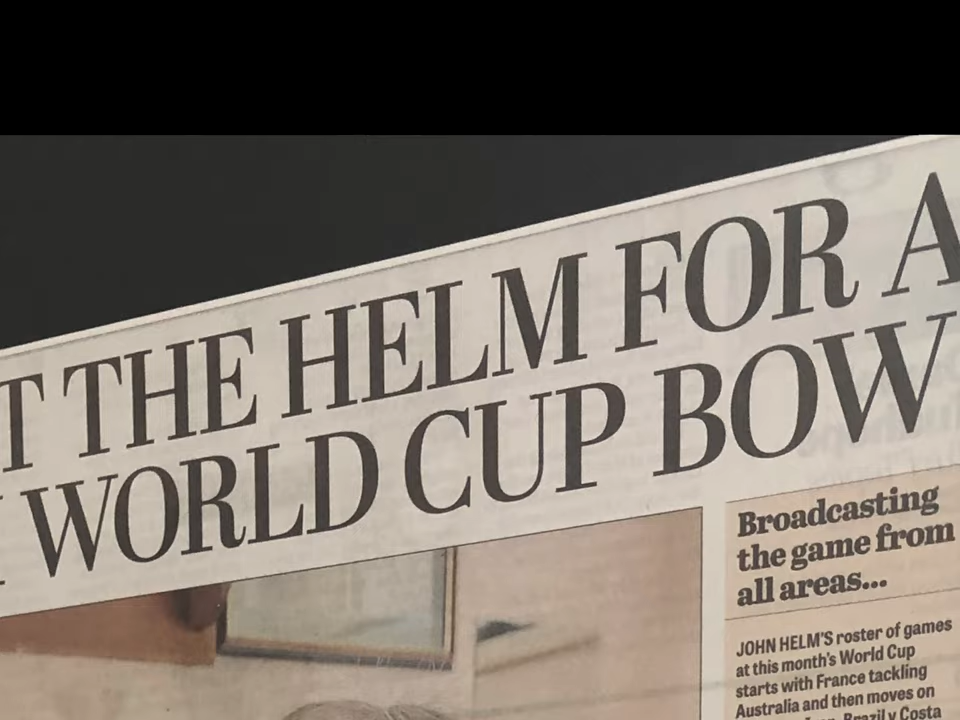 T THE HELM FOR A
WORLD CUP BOW
Broadcasting
the game from
all areas...
JOHN HELM'S roster of games
at this month's World Cup
starts with France tackling
Australia and then moves on
Brazil v Costa